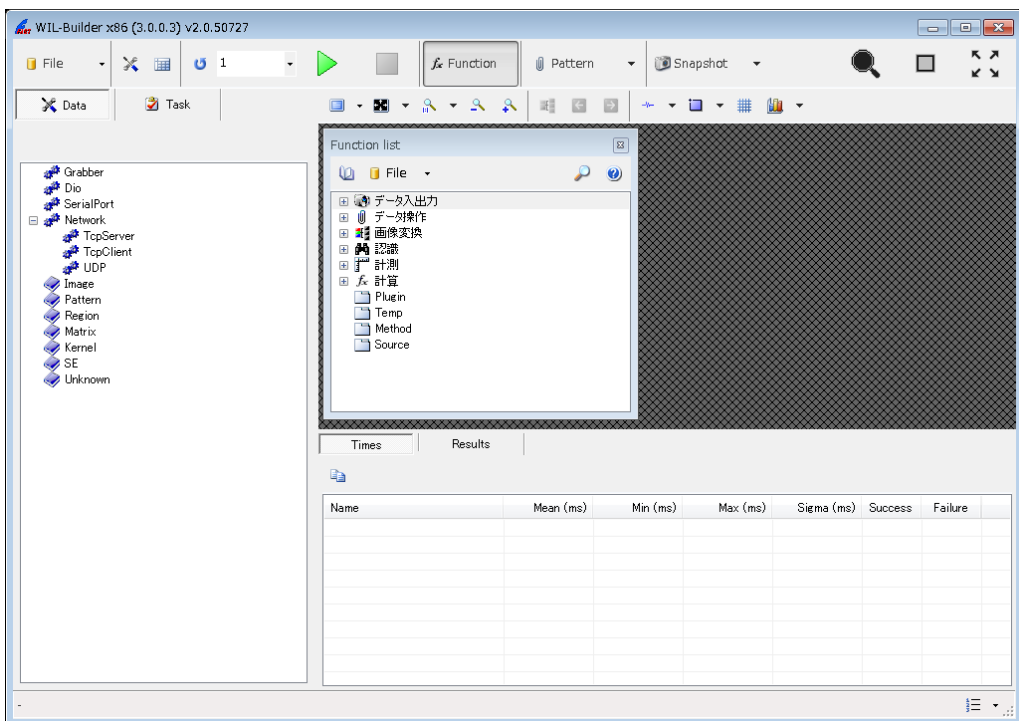 WIL-Builder x86 (3.0.0.3) v2.0.50727
File 1 fx Function Pattern Snapshot
Data Task
Function list
File
Grabber
Dio
SerialPort
Network
TcpServer
TcpClient
UDP
Image
Pattern
Region
Matrix
Kernel
SE
Unknown
データ入出力
データ操作
画像変換
認識
計測
fx 計算
Plugin
Temp
Method
Source
Times Results
Name Mean (ms) Min (ms) Max (ms) Sigma (ms) Success Failure
-